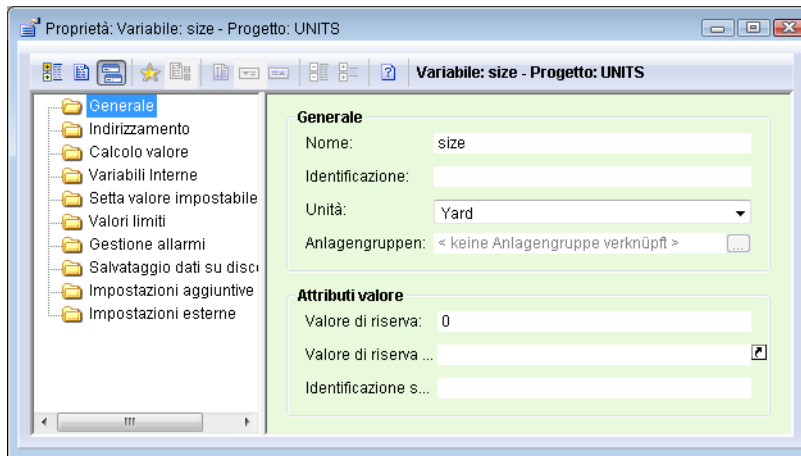 Proprietà: Variabile: size - Progetto: UNITS
Variabile: size - Progetto: UNITS
Generale
Indirizzamento
Calcolo valore
Variabili Interne
Setta valore impostabile
Valori limiti
Gestione allarmi
Salvataggio dati su disco
Impostazioni aggiuntive
Impostazioni esterne
Generale
Nome: size
Identificazione:
Unità: Yard
Anlagengruppen: < keine Anlagengruppe verknüpft > ...
Attributi valore
Valore di riserva: 0
Valore di riserva ...
Identificazione s...